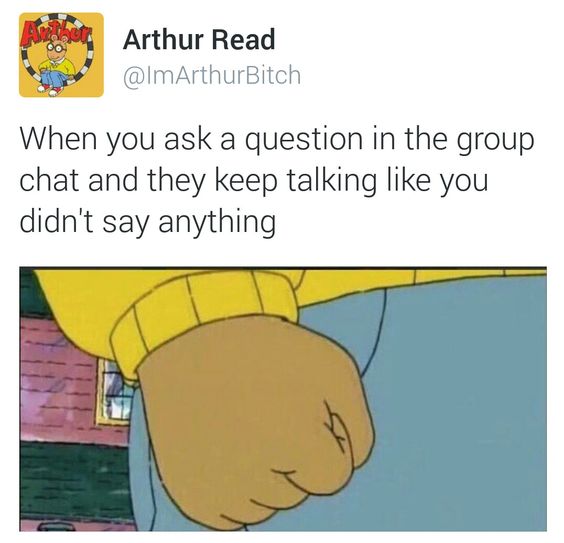 Arthur
Arthur Read
@ImArthurBitch
When you ask a question in the group
chat and they keep talking like you
didn't say anything